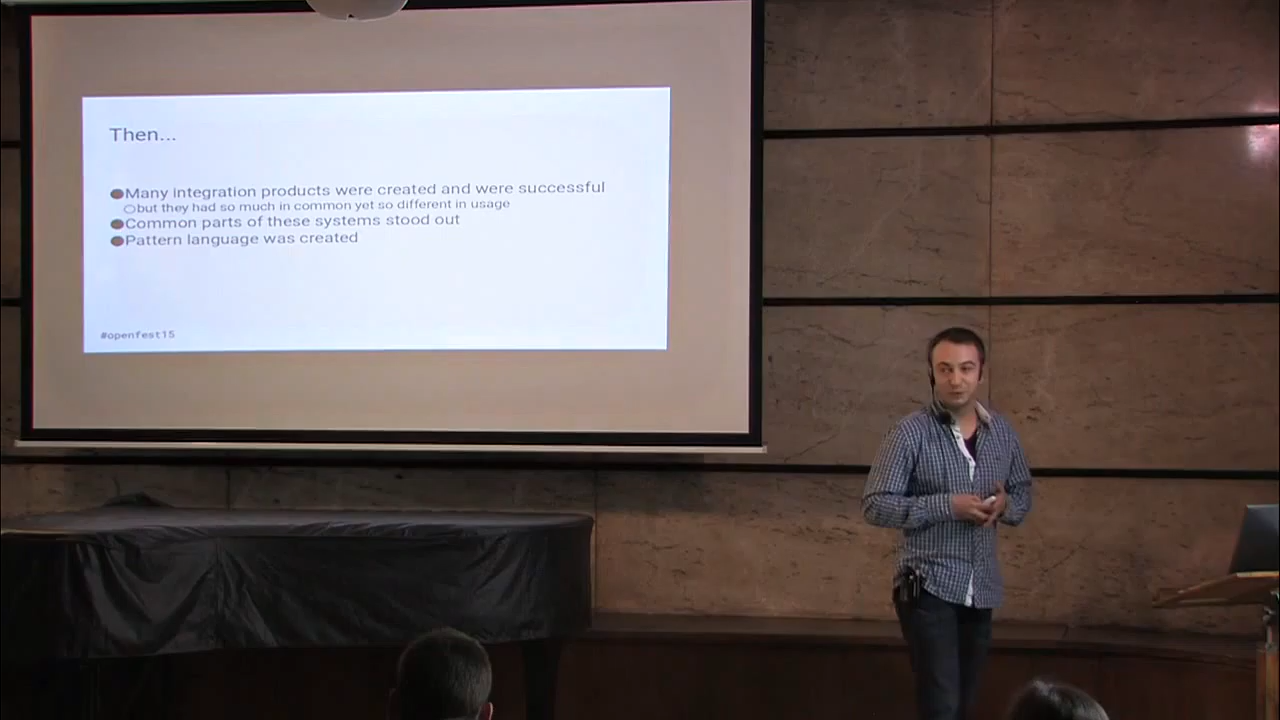 Then...
Many integration products were created and were successful
but they had so much in common yet so different in usage
Common parts of these systems stood out
Pattern language was created
#openfest15